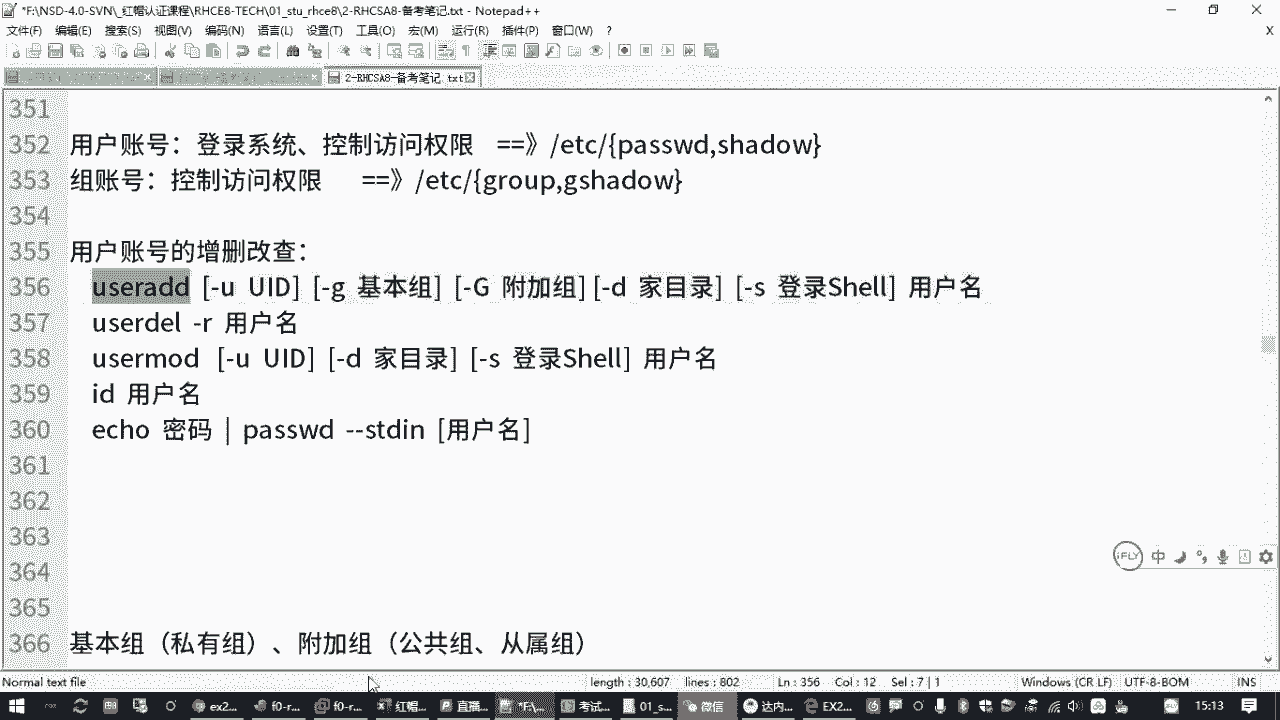 *F:\NSD-4.0-SVN\_红帽认证课程\RHCE8-TECH\01_stu_rhce8\2-RHCSA8-备考笔记.txt - Notepad++
文件(F) 编辑(E) 搜索(S) 视图(V) 编码(N) 语言(L) 设置(T) 工具(O) 宏(M) 运行(R) 插件(P) 窗口(W) ? X
2-RHCSA8-备考笔记.txt
351
352 用户账号：登录系统、控制访问权限 ==》/etc/{passwd,shadow}
353 组账号：控制访问权限 ==》/etc/{group,gshadow}
354
355 用户账号的增删改查：
356 useradd [-u UID] [-g 基本组] [-G 附加组] [-d 家目录] [-s 登录Shell] 用户名
357 userdel -r 用户名
358 usermod [-u UID] [-d 家目录] [-s 登录Shell] 用户名
359 id 用户名
360 echo 密码 | passwd --stdin [用户名]
361
362
363
364
365
366 基本组（私有组）、附加组（公共组、从属组）
iFLY 中
Normal text file length : 30,607 lines : 802 Ln : 356 Col : 12 Sel : 7 | 1 Windows (CR LF) UTF-8-BOM INS
ex2... f0-r... f0-r... 红帽... 直播... *F:\... 考试... 01_s... 微信 达内... EX2... 15:13